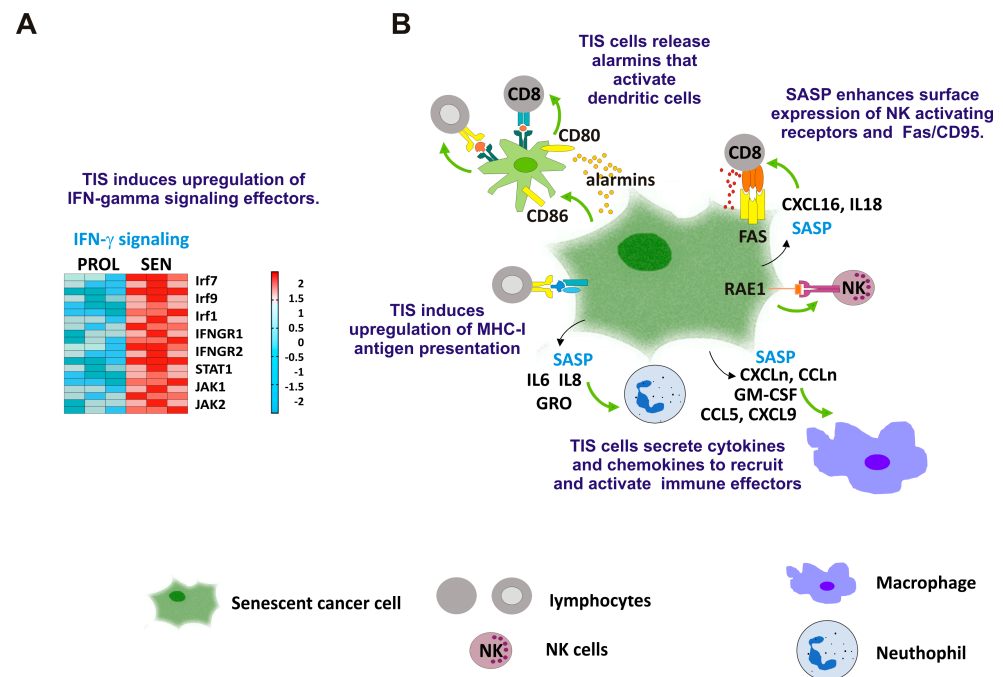 A
B
TIS induces upregulation of
IFN-gamma signaling effectors.
IFN-γ signaling
PROL SEN
Irf7
Irf9
Irf1
IFNGR1
IFNGR2
STAT1
JAK1
JAK2
2
1.5
1
0.5
0
-0.5
-1
-1.5
-2
TIS cells release
alarmins that
activate
dendritic cells
CD8
CD80
alarmins
CD86
SASP enhances surface
expression of NK activating
receptors and Fas/CD95.
CD8
CXCL16, IL18
SASP
FAS
RAE1
NK
TIS induces
upregulation of MHC-I
antigen presentation
SASP
IL6 IL8
GRO
SASP
CXCLn, CCLn
GM-CSF
CCL5, CXCL9
TIS cells secrete cytokines
and chemokines to recruit
and activate immune effectors
Senescent cancer cell
lymphocytes
NK
NK cells
Macrophage
Neuthophil